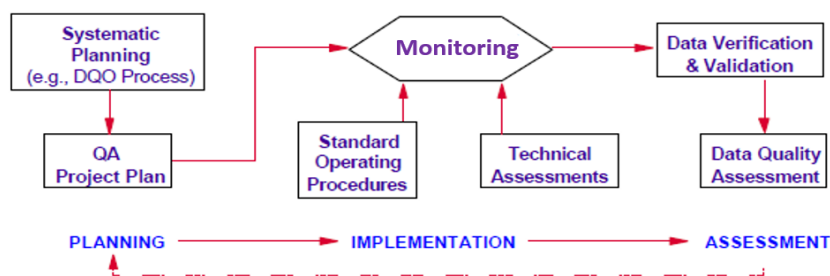 Systematic
Planning
(e.g., DQO Process)
Monitoring
Data Verification
& Validation
QA
Project Plan
Standard
Operating
Procedures
Technical
Assessments
Data Quality
Assessment
PLANNING
IMPLEMENTATION
ASSESSMENT